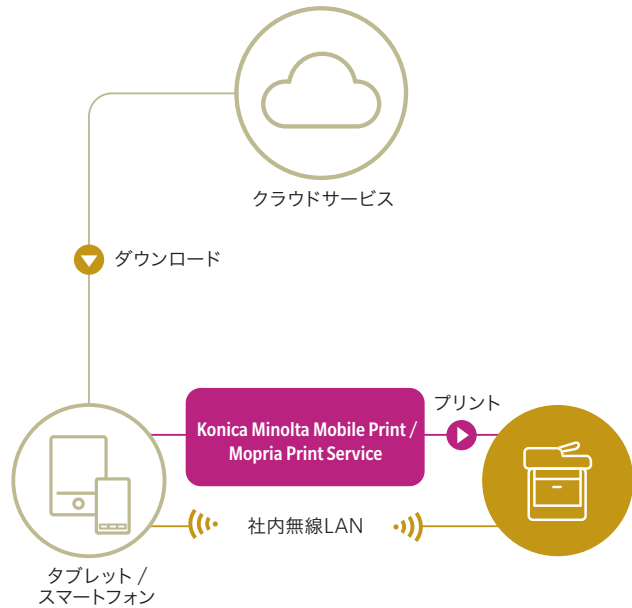 クラウドサービス
ダウンロード
プリント
Konica Minolta Mobile Print /
Mopria Print Service
社内無線LAN
タブレット /
スマートフォン